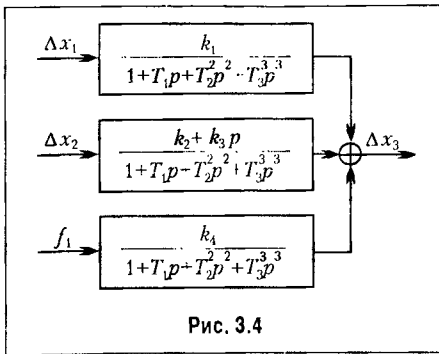 Δx₁
k₁
1+T₁p+T₂²p²-T₃³p³
Δx₂
k₂+k₃p
1+T₁p-T₂²p²+T₃³p³
Δx₃
f₁
k₄
1+T₁p+T₂²p²+T₃³p³
Рис. 3.4